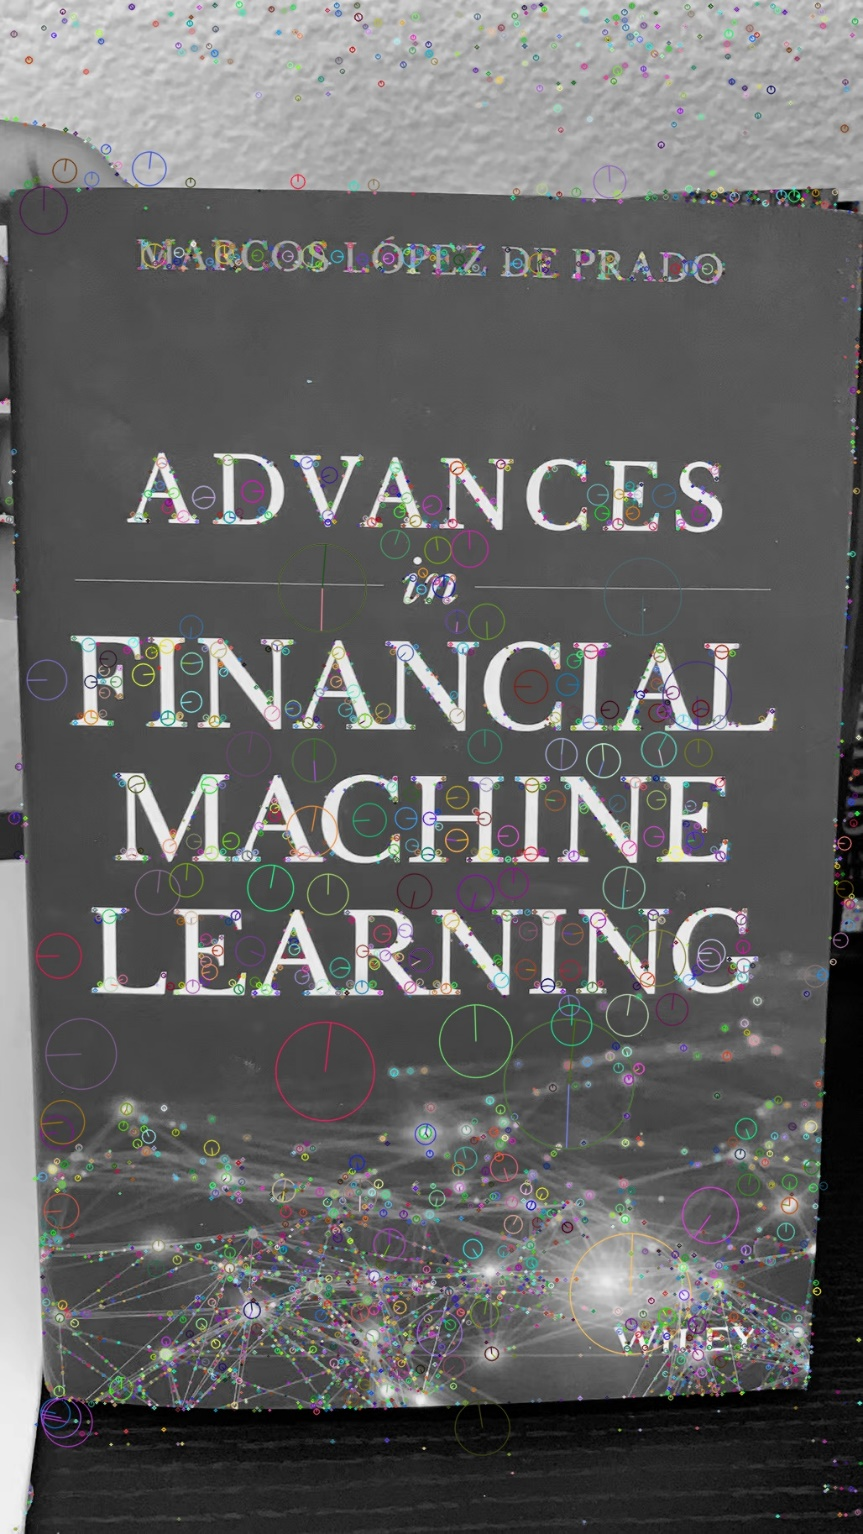 MARCOS LÓPEZ DE PRADO
ADVANCES
in
FINANCIAL
MACHINE
LEARNING
WILEY